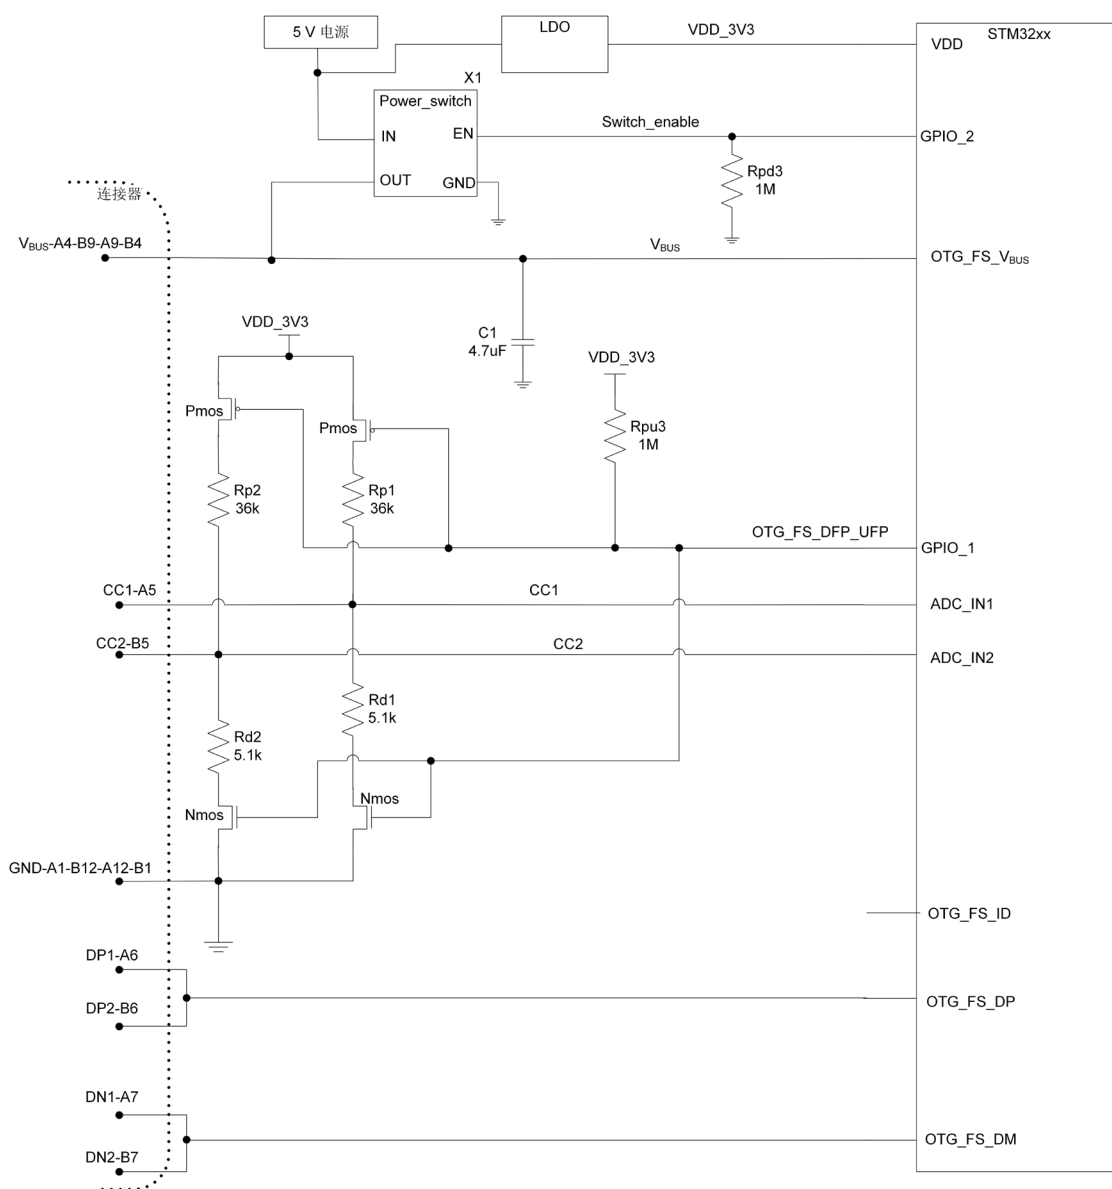 5 V 电源
LDO
VDD_3V3
STM32xx
VDD
X1
Power_switch
IN
EN
Switch_enable
GPIO_2
OUT
GND
Rpd3
1M
连接器
VBUS-A4-B9-A9-B4
VBUS
OTG_FS_VBUS
VDD_3V3
C1
4.7uF
VDD_3V3
Pmos
Pmos
Rpu3
1M
Rp2
36k
Rp1
36k
OTG_FS_DFP_UFP
GPIO_1
CC1-A5
CC1
ADC_IN1
CC2-B5
CC2
ADC_IN2
Rd1
5.1k
Rd2
5.1k
Nmos
Nmos
GND-A1-B12-A12-B1
OTG_FS_ID
DP1-A6
DP2-B6
OTG_FS_DP
DN1-A7
OTG_FS_DM
DN2-B7